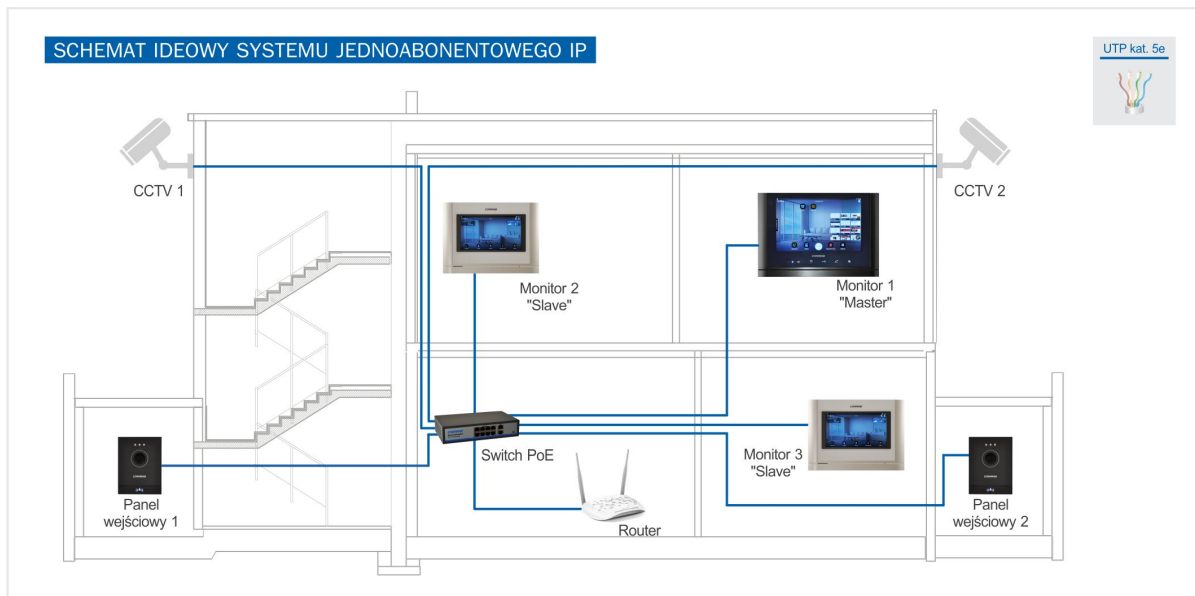 SCHEMAT IDEOWY SYSTEMU JEDNOABONENTOWEGO IP
UTP kat. 5e
CCTV 1
CCTV 2
Monitor 2
"Slave"
Monitor 1
"Master"
Switch PoE
Monitor 3
"Slave"
Panel
wejściowy 1
Router
Panel
wejściowy 2